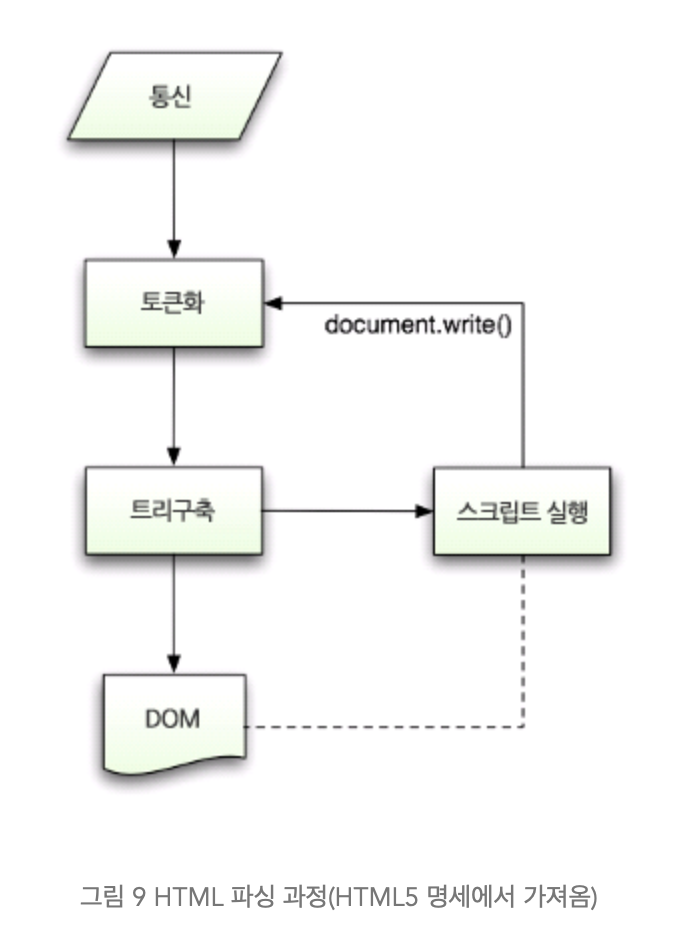 통신
토큰화
document.write()
트리구축
스크립트 실행
DOM
그림 9 HTML 파싱 과정(HTML5 명세에서 가져옴)